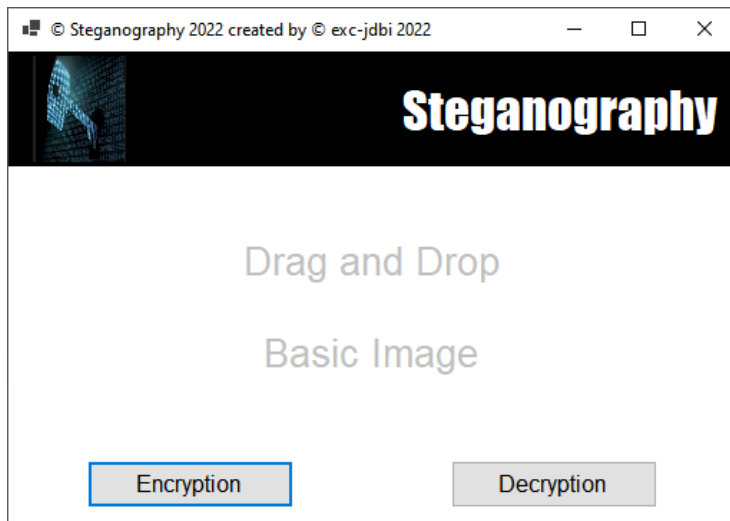 © Steganography 2022 created by © exc-jdbi 2022
Steganography
Drag and Drop
Basic Image
Encryption
Decryption